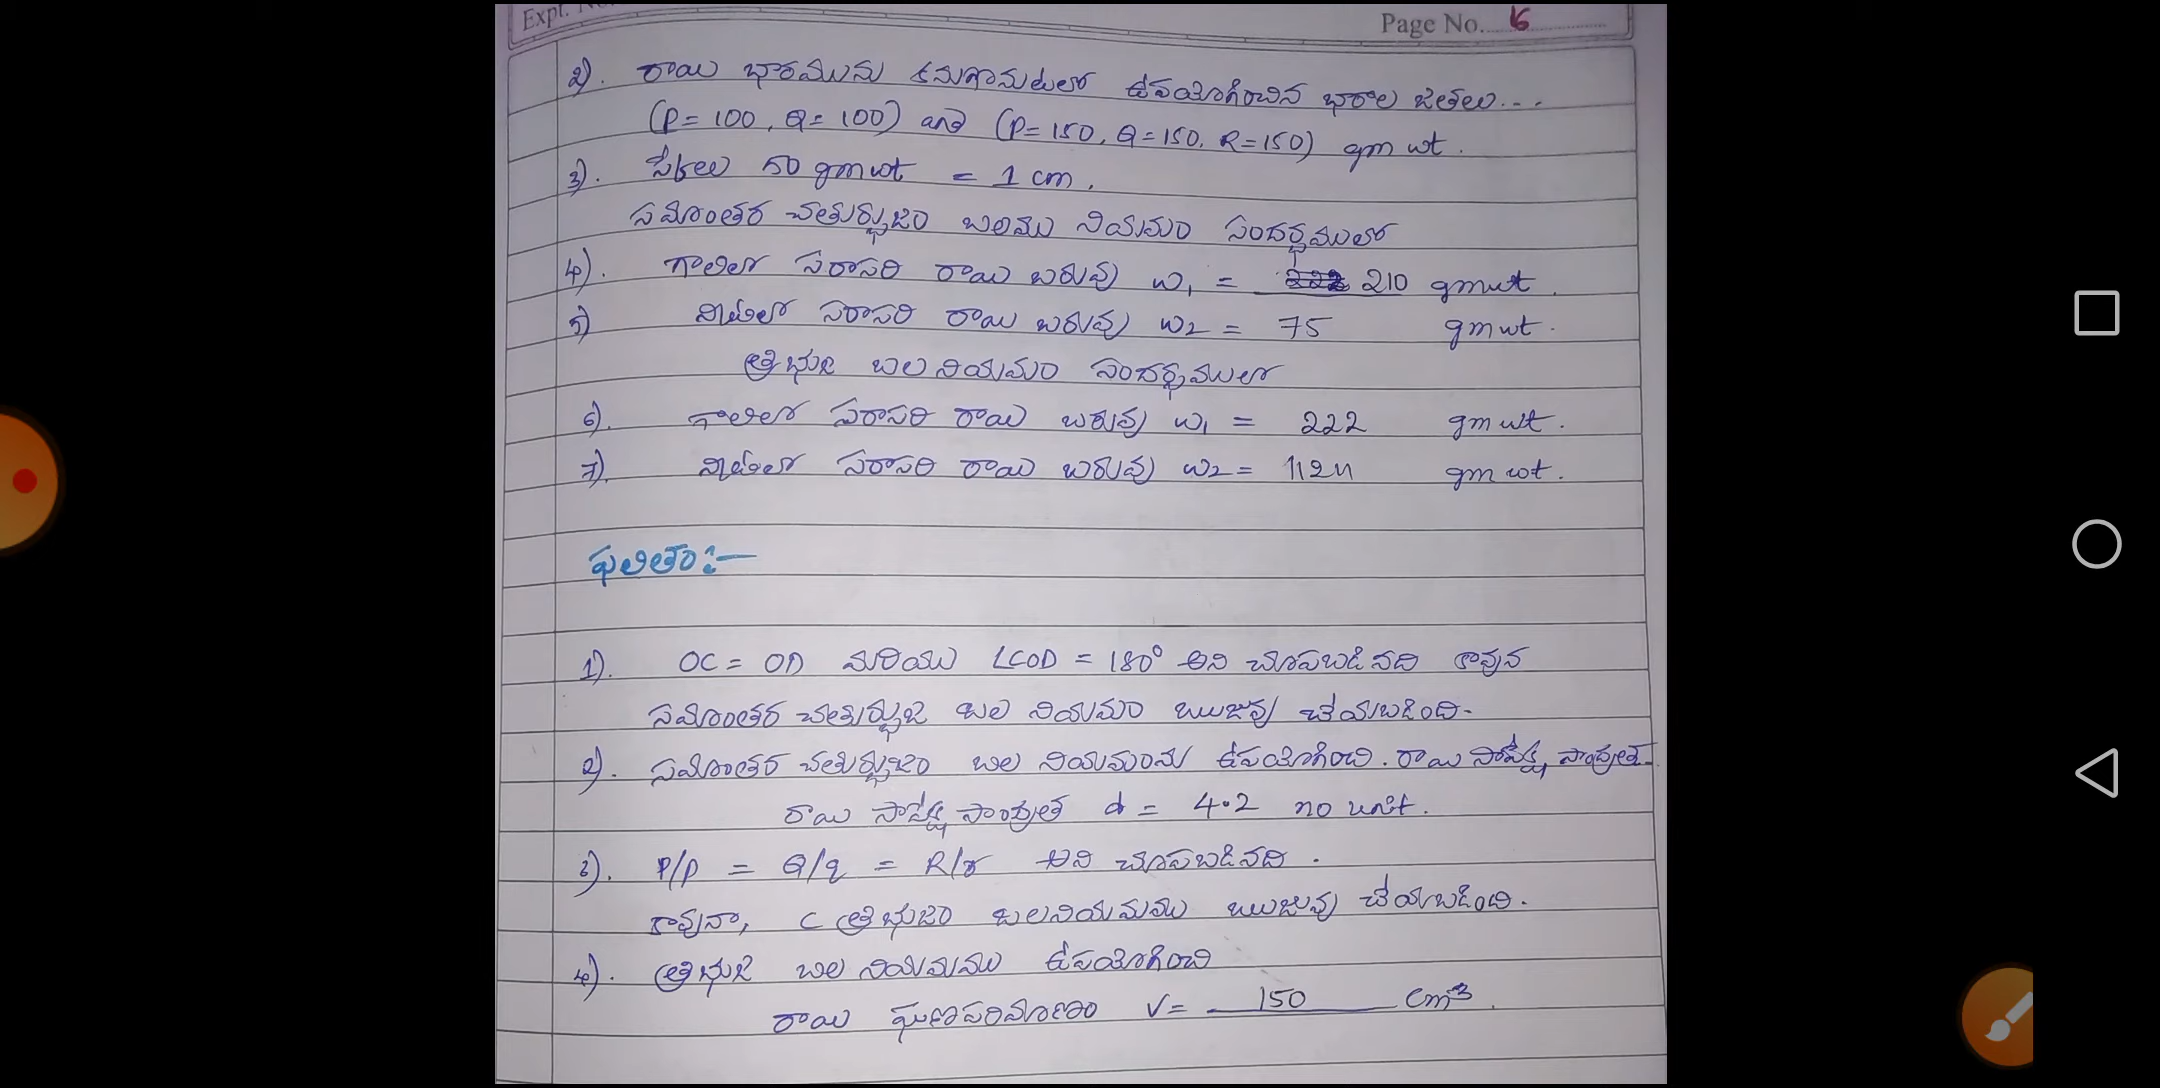 Expt. No.
Page No. 6
2). రాయి భారమును కనుగొనుటలో ఉపయోగించిన భారాల జతలు...
(P=100, Q=100) and (P=150, Q=150, R=150) gm wt.
3). స్కేలు 50 gm wt = 1 cm.
సమాంతర చతుర్భుజం బలము నియమం సందర్భములో
4). గాలిలో సరాసరి రాయి బరువు w₁ = 210 gm wt.
5) నీటిలో సరాసరి రాయి బరువు w₂ = 75 gm wt.
త్రిభుజ బల నియమం సందర్భములో
6). గాలిలో సరాసరి రాయి బరువు w₁ = 222 gm wt.
7). నీటిలో సరాసరి రాయి బరువు w₂ = gm wt.
ఫలితం:-
1). OC = OD మరియు ∠COD = 180° అని చూపబడినది కావున
సమాంతర చతుర్భుజ బల నియమం ఋజువు చేయబడింది.
2). సమాంతర చతుర్భుజం బల నియమంను ఉపయోగించి. రాయి సాపేక్ష సాంద్రత
రాయి సాపేక్ష సాంద్రత d = 4.2 no unit.
3). P/p = Q/q = R/r అని చూపబడినది.
కావునా, C త్రిభుజం బలనియమము ఋజువు చేయబడింది.
4). త్రిభుజ బల నియమము ఉపయోగించి
రాయి ఘణపరిమాణం V = 150 cm³.